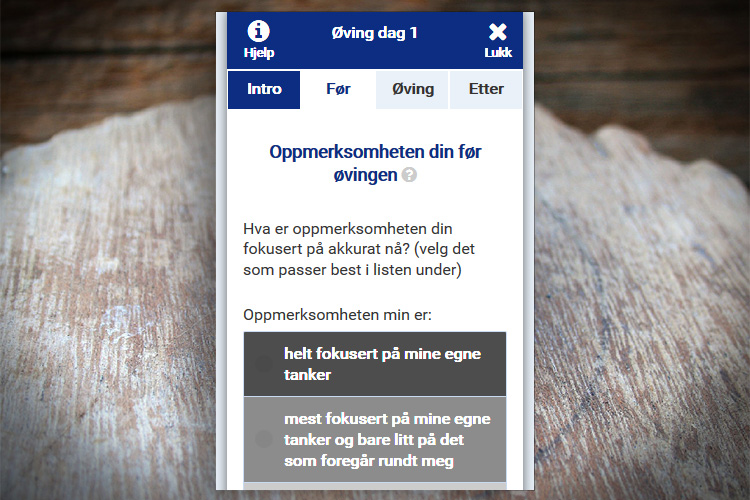 Øving dag 1
Hjelp
Lukk
Intro
Før
Øving
Etter
Oppmerksomheten din før
øvingen ?
Hva er oppmerksomheten din
fokusert på akkurat nå? (velg det
som passer best i listen under)
Oppmerksomheten min er:
helt fokusert på mine egne
tanker
mest fokusert på mine egne
tanker og bare litt på det
som foregår rundt meg